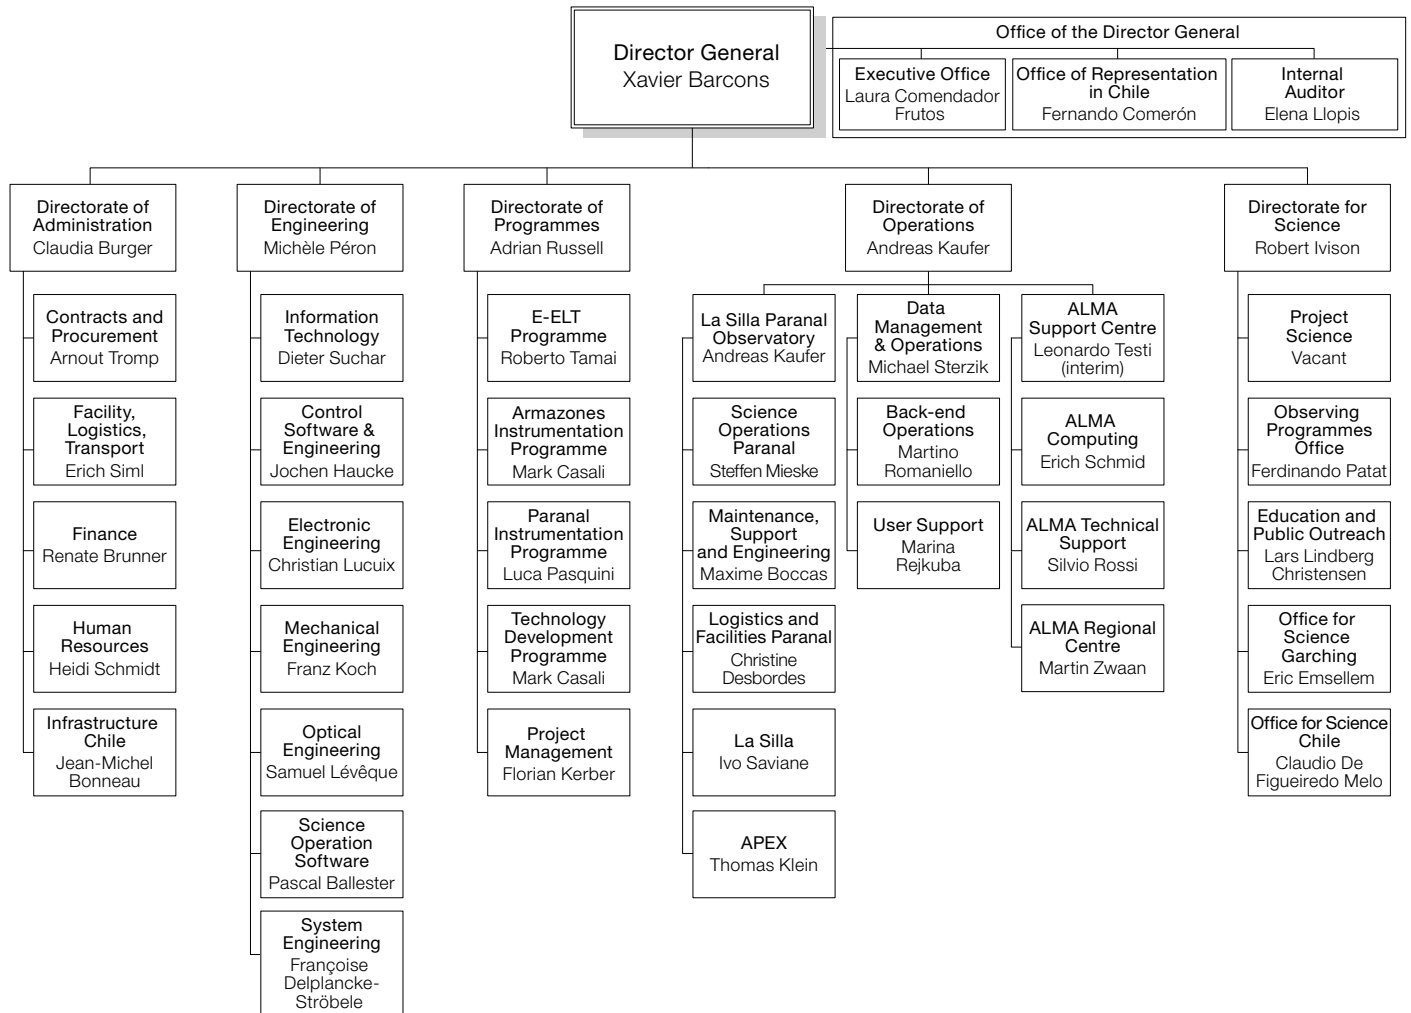 Director General
Xavier Barcons
Office of the Director General
Executive Office
Laura Comendador
Frutos
Office of Representation
in Chile
Fernando Comerón
Internal
Auditor
Elena Llopis
Directorate of
Administration
Claudia Burger
Contracts and
Procurement
Arnout Tromp
Facility,
Logistics,
Transport
Erich Siml
Finance
Renate Brunner
Human
Resources
Heidi Schmidt
Infrastructure
Chile
Jean-Michel
Bonneau
Directorate of
Engineering
Michèle Péron
Information
Technology
Dieter Suchar
Control
Software &
Engineering
Jochen Haucke
Electronic
Engineering
Christian Lucuix
Mechanical
Engineering
Franz Koch
Optical
Engineering
Samuel Lévêque
Science
Operation
Software
Pascal Ballester
System
Engineering
Françoise
Delplancke-
Ströbele
Directorate of
Programmes
Adrian Russell
E-ELT
Programme
Roberto Tamai
Armazones
Instrumentation
Programme
Mark Casali
Paranal
Instrumentation
Programme
Luca Pasquini
Technology
Development
Programme
Mark Casali
Project
Management
Florian Kerber
Directorate of
Operations
Andreas Kaufer
La Silla Paranal
Observatory
Andreas Kaufer
Science
Operations
Paranal
Steffen Mieske
Maintenance,
Support
and Engineering
Maxime Boccas
Logistics and
Facilities Paranal
Christine
Desbordes
La Silla
Ivo Saviane
APEX
Thomas Klein
Data
Management
& Operations
Michael Sterzik
Back-end
Operations
Martino
Romaniello
User Support
Marina
Rejkuba
ALMA
Support Centre
Leonardo Testi
(interim)
ALMA
Computing
Erich Schmid
ALMA Technical
Support
Silvio Rossi
ALMA Regional
Centre
Martin Zwaan
Directorate for
Science
Robert Ivison
Project
Science
Vacant
Observing
Programmes
Office
Ferdinando Patat
Education and
Public Outreach
Lars Lindberg
Christensen
Office for
Science
Garching
Eric Emsellem
Office for Science
Chile
Claudio De
Figueiredo Melo